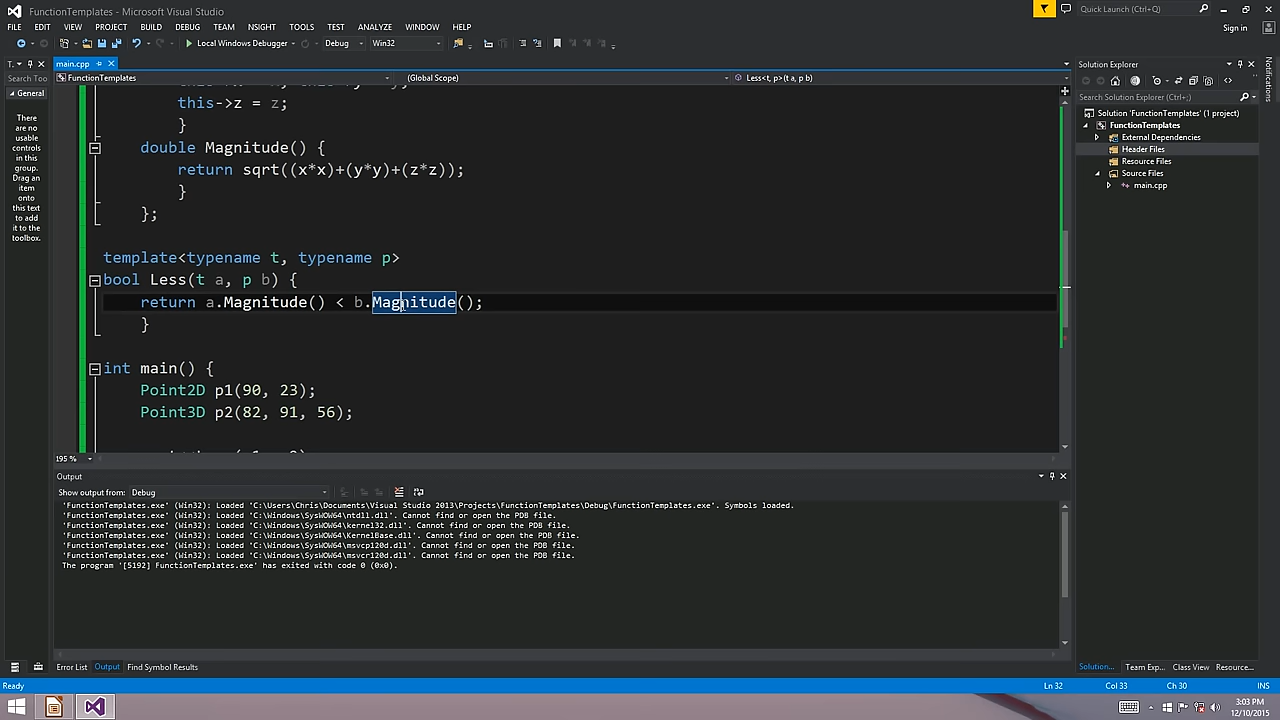 FunctionTemplates - Microsoft Visual Studio
Quick Launch (Ctrl+Q)
FILE EDIT VIEW PROJECT BUILD DEBUG TEAM NSIGHT TOOLS TEST ANALYZE WINDOW HELP
Sign in
Local Windows Debugger Debug Win32
T..
main.cpp
Solution Explorer
Notifications
Search Too
FunctionTemplates (Global Scope) Less<t, p>(t a, p b)
General
There are no usable controls in this group. Drag an item onto this text to add it to the toolbox.
this->z = z;
}
double Magnitude() {
return sqrt((x*x)+(y*y)+(z*z));
}
};
template<typename t, typename p>
bool Less(t a, p b) {
return a.Magnitude() < b.Magnitude();
}
int main() {
Point2D p1(90, 23);
Point3D p2(82, 91, 56);
195 %
Search Solution Explorer (Ctrl+;)
Solution 'FunctionTemplates' (1 project)
FunctionTemplates
External Dependencies
Header Files
Resource Files
Source Files
main.cpp
Output
Show output from: Debug
'FunctionTemplates.exe' (Win32): Loaded 'C:\Users\Chris\Documents\Visual Studio 2013\Projects\FunctionTemplates\Debug\FunctionTemplates.exe'. Symbols loaded.
'FunctionTemplates.exe' (Win32): Loaded 'C:\Windows\SysWOW64\ntdll.dll'. Cannot find or open the PDB file.
'FunctionTemplates.exe' (Win32): Loaded 'C:\Windows\SysWOW64\kernel32.dll'. Cannot find or open the PDB file.
'FunctionTemplates.exe' (Win32): Loaded 'C:\Windows\SysWOW64\KernelBase.dll'. Cannot find or open the PDB file.
'FunctionTemplates.exe' (Win32): Loaded 'C:\Windows\SysWOW64\msvcp120d.dll'. Cannot find or open the PDB file.
'FunctionTemplates.exe' (Win32): Loaded 'C:\Windows\SysWOW64\msvcr120d.dll'. Cannot find or open the PDB file.
The program '[5192] FunctionTemplates.exe' has exited with code 0 (0x0).
Error List Output Find Symbol Results
Solution... Team Exp... Class View Resource...
Ready Ln 32 Col 33 Ch 30 INS
3:03 PM
12/10/2015